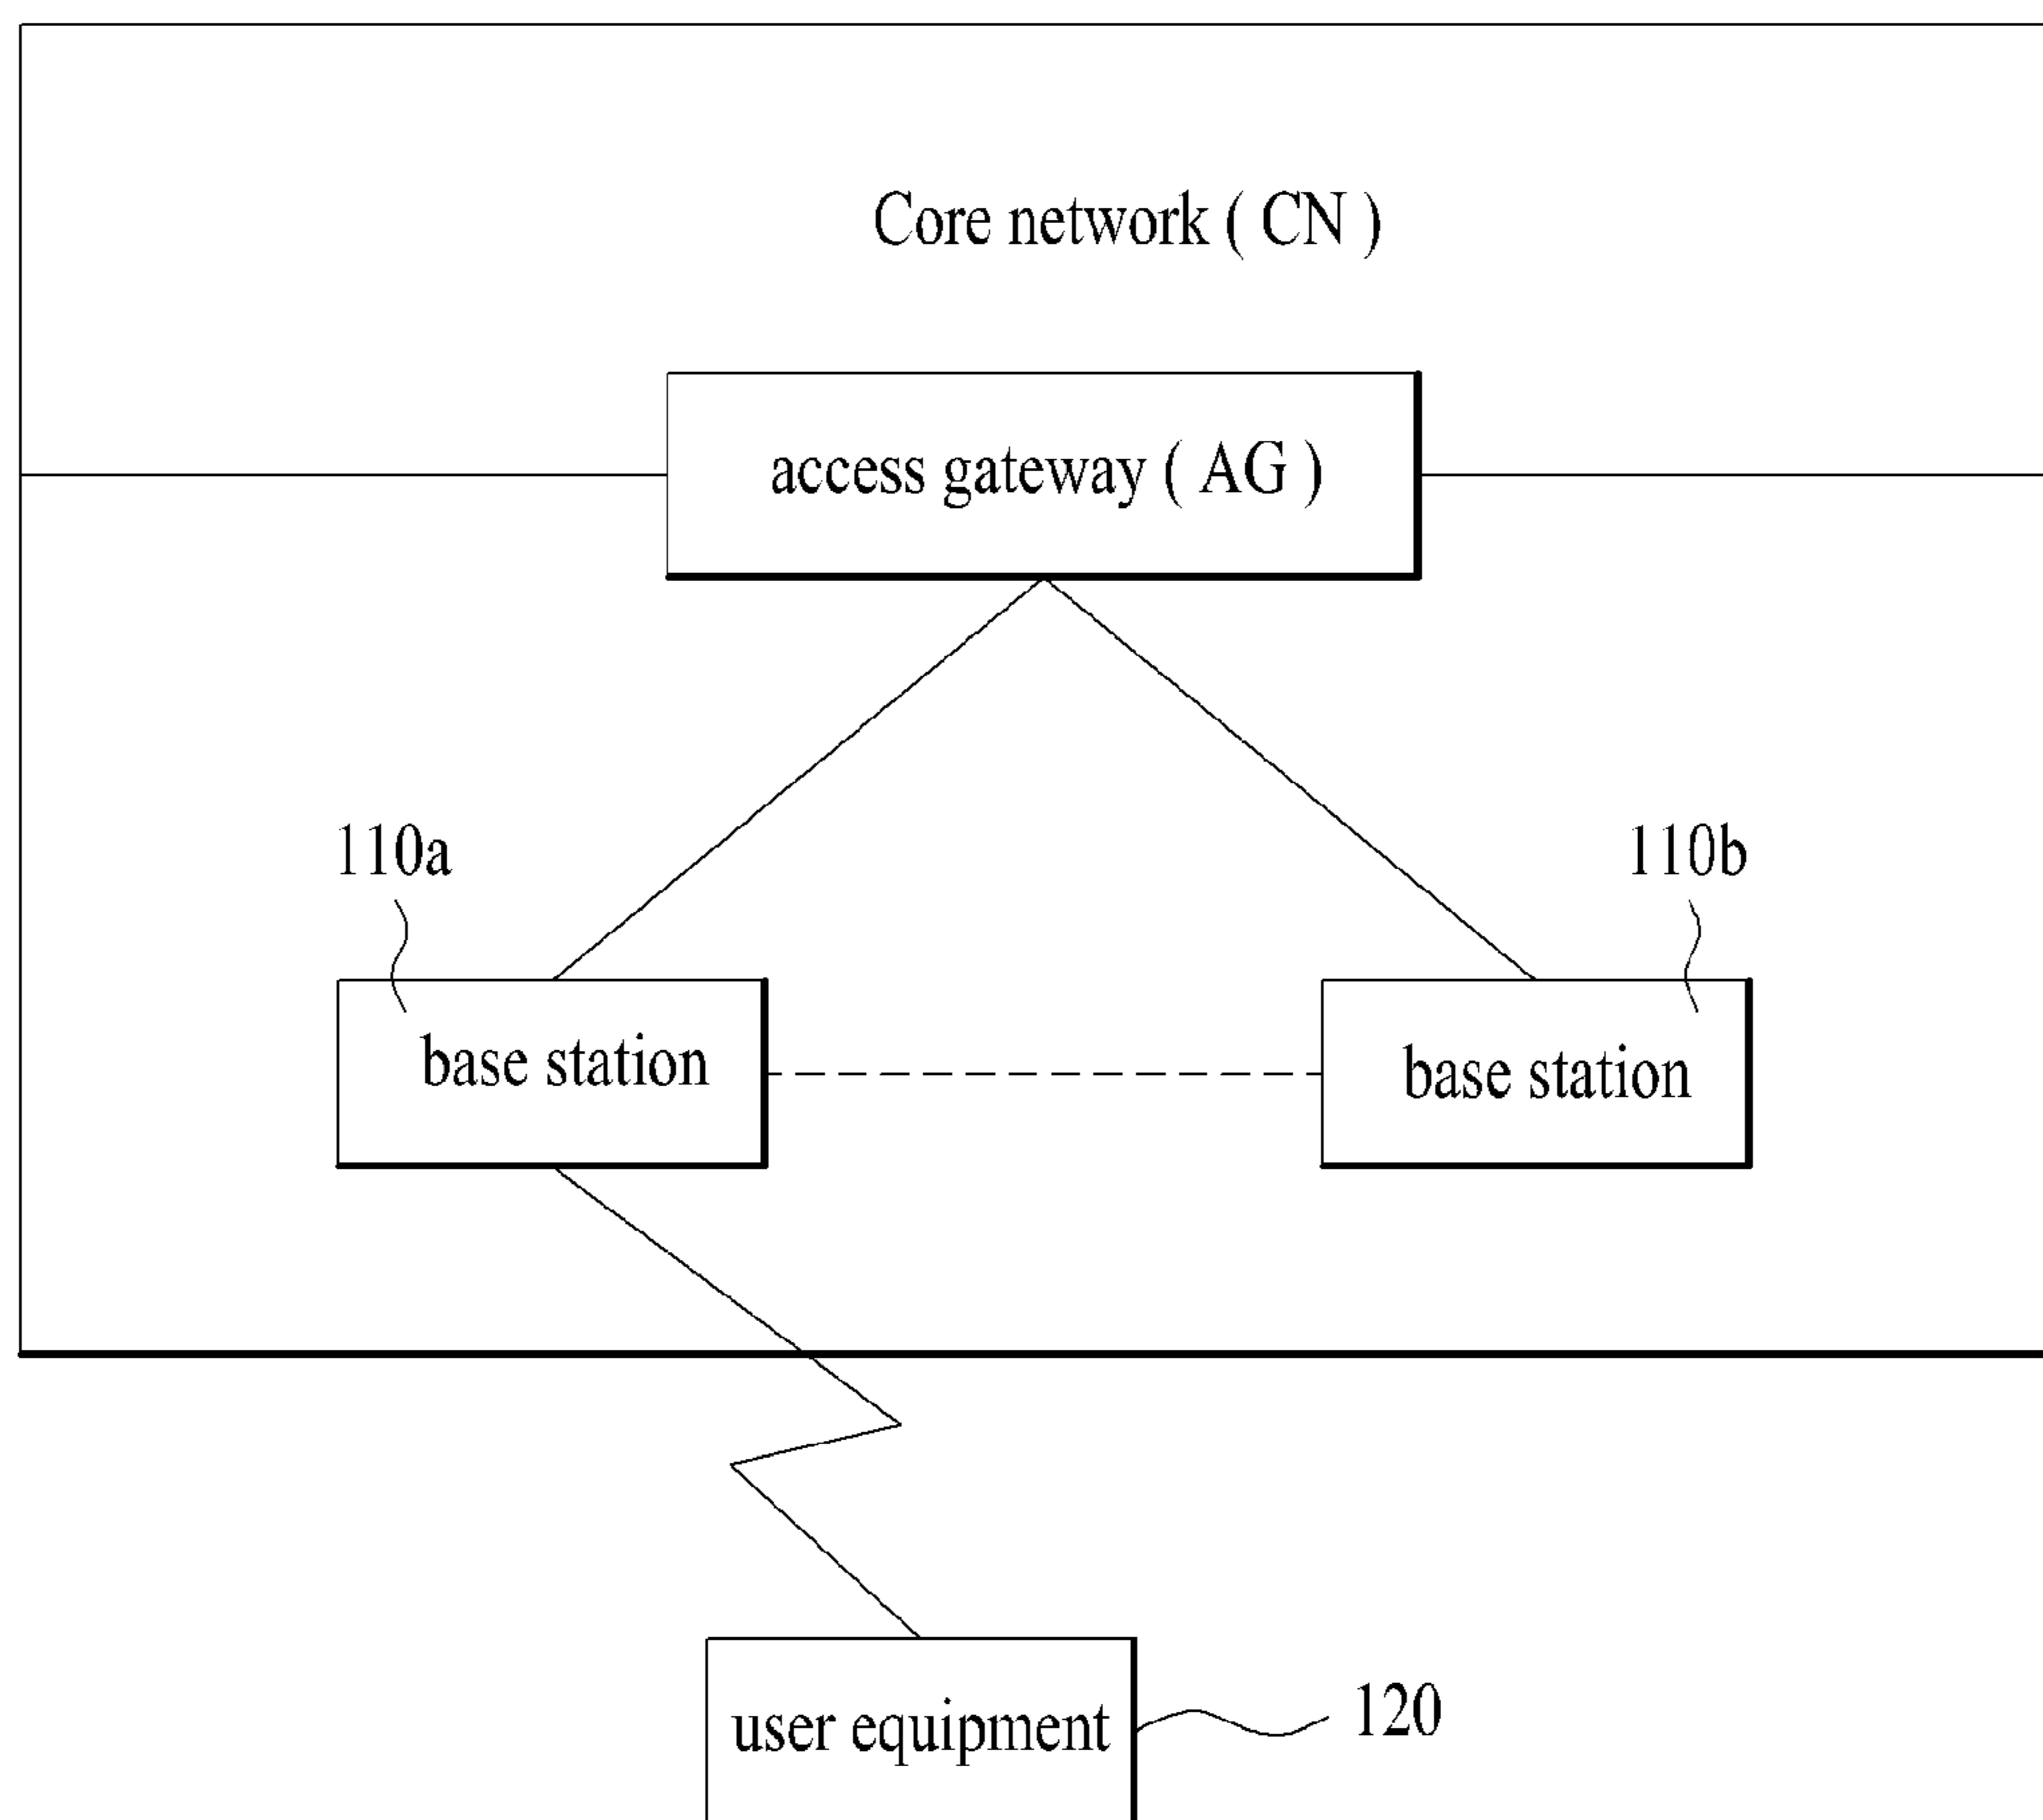 Core network ( CN )
access gateway ( AG )
110a
110b
base station
base station
user equipment
120